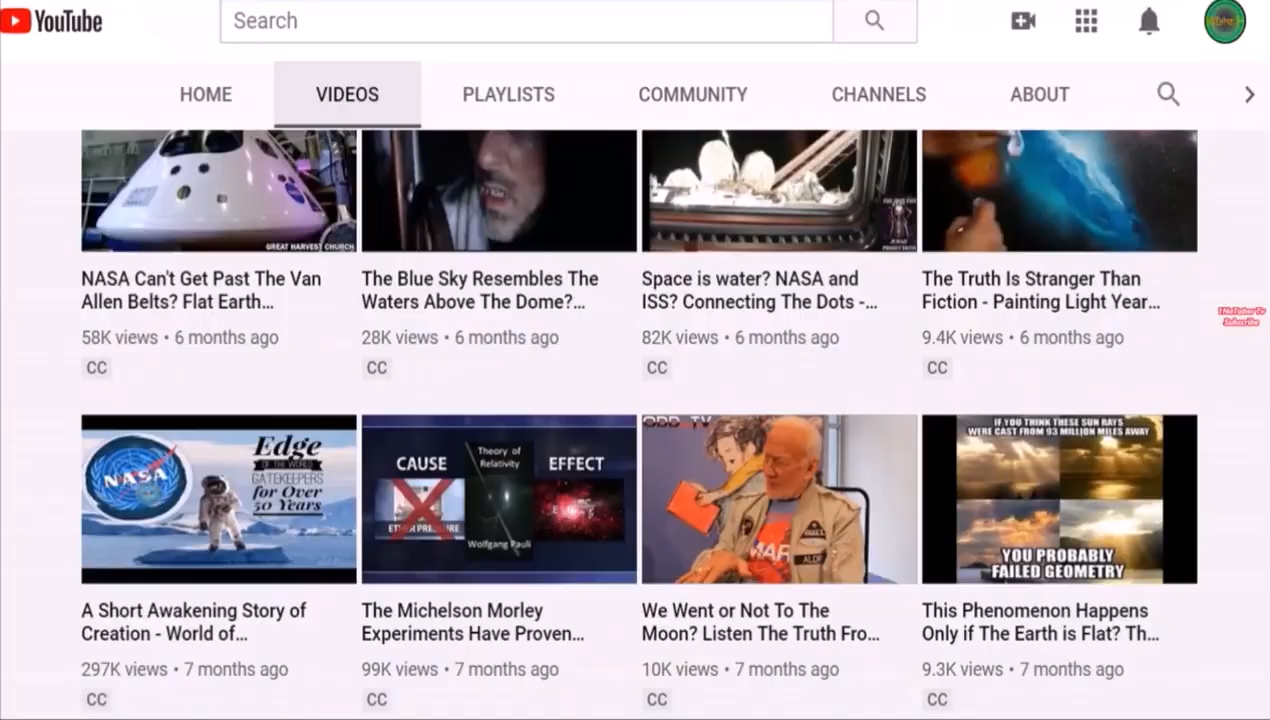 YouTube
Search
HOME
VIDEOS
PLAYLISTS
COMMUNITY
CHANNELS
ABOUT
GREAT HARVEST CHURCH
NASA Can't Get Past The Van
Allen Belts? Flat Earth...
58K views • 6 months ago
CC
The Blue Sky Resembles The
Waters Above The Dome?...
28K views • 6 months ago
CC
Space is water? NASA and
ISS? Connecting The Dots -...
82K views • 6 months ago
CC
The Truth Is Stranger Than
Fiction - Painting Light Year...
9.4K views • 6 months ago
CC
Subscribe
NASA
Edge
OF THE WORLD
GATEKEEPERS
for Over
50 Years
A Short Awakening Story of
Creation - World of...
297K views • 7 months ago
CC
CAUSE
Theory of
Relativity
EFFECT
Wolfgang Pauli
The Michelson Morley
Experiments Have Proven...
99K views • 7 months ago
CC
ODD TV
We Went or Not To The
Moon? Listen The Truth Fro...
10K views • 7 months ago
CC
IF YOU THINK THESE SUN RAYS
WERE CAST FROM 93 MILLION MILES AWAY
YOU PROBABLY
FAILED GEOMETRY
This Phenomenon Happens
Only if The Earth is Flat? Th...
9.3K views • 7 months ago
CC